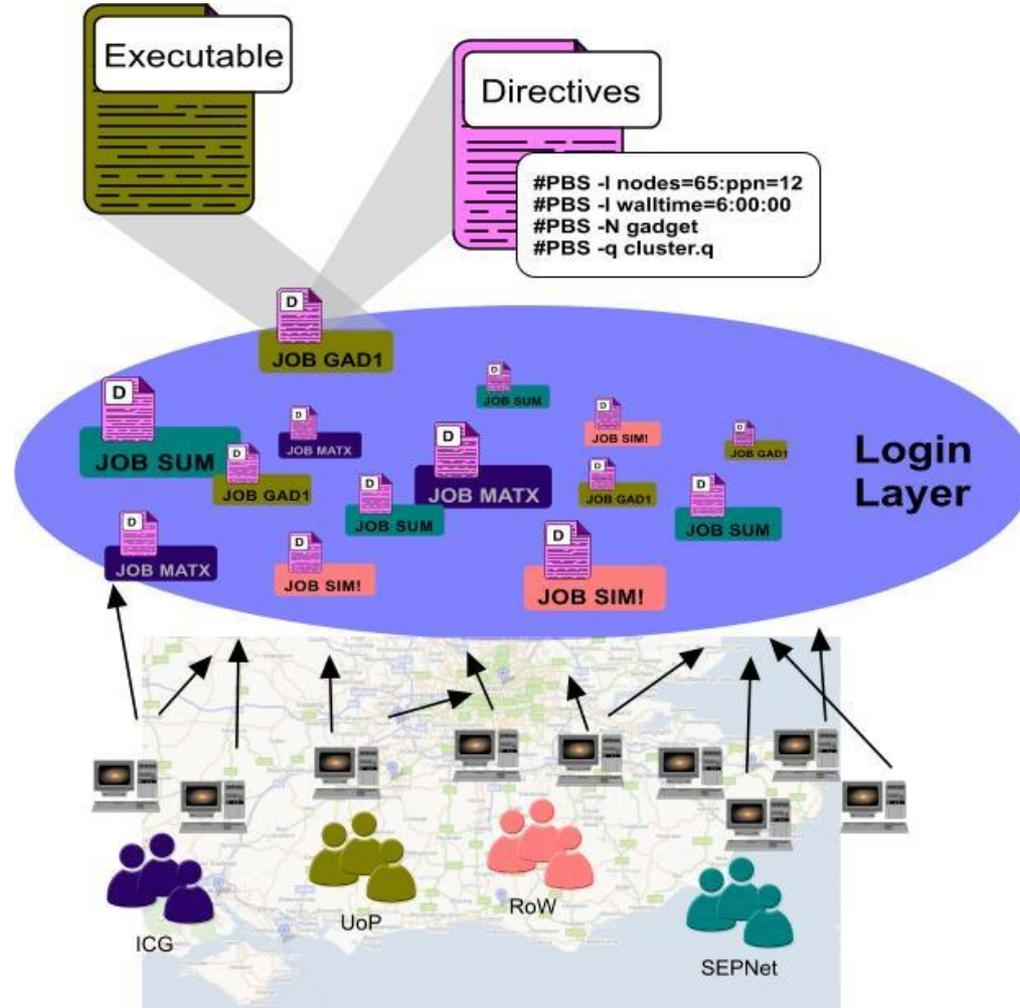 Executable
Directives
#PBS -l nodes=65:ppn=12
#PBS -l walltime=6:00:00
#PBS -N gadget
#PBS -q cluster.q
D
JOB GAD1
D
JOB SUM
D
JOB SUM
D
JOB MATX
D
JOB SIM!
D
JOB GAD1
Login
Layer
D
JOB GAD1
D
JOB MATX
D
JOB GAD1
D
JOB SUM
D
JOB SUM
D
JOB MATX
D
JOB SIM!
D
JOB SIM!
ICG
UoP
RoW
SEPNet